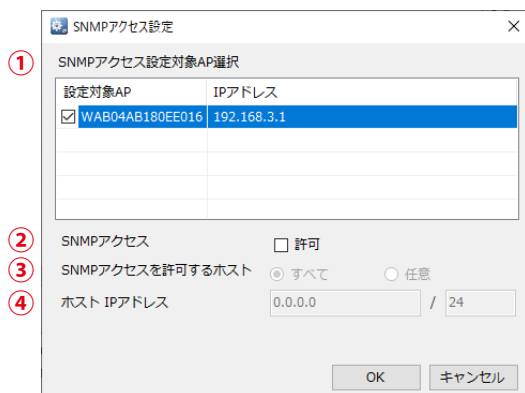 SNMPアクセス設定
① SNMPアクセス設定対象AP選択
設定対象AP IPアドレス
WAB04AB180EE016 192.168.3.1
② SNMPアクセス 許可
③ SNMPアクセスを許可するホスト すべて 任意
④ ホスト IPアドレス 0.0.0.0 / 24
OK キャンセル